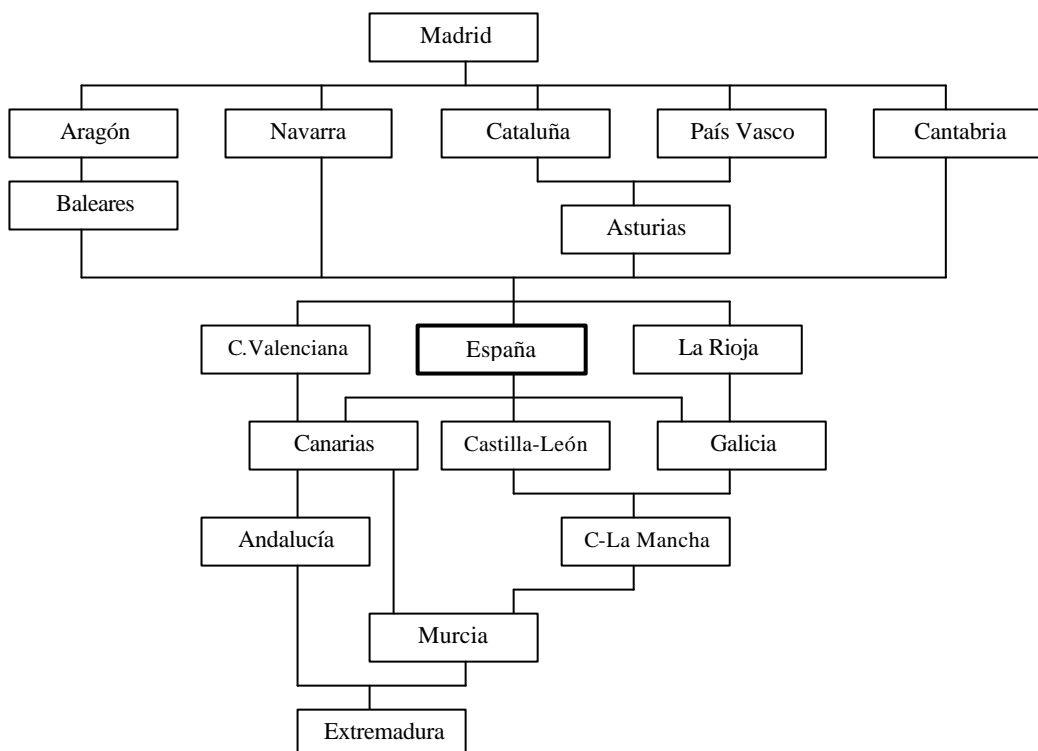 Madrid
Aragón
Navarra
Cataluña
País Vasco
Cantabria
Baleares
Asturias
C.Valenciana
España
La Rioja
Canarias
Castilla-León
Galicia
Andalucía
C-La Mancha
Murcia
Extremadura